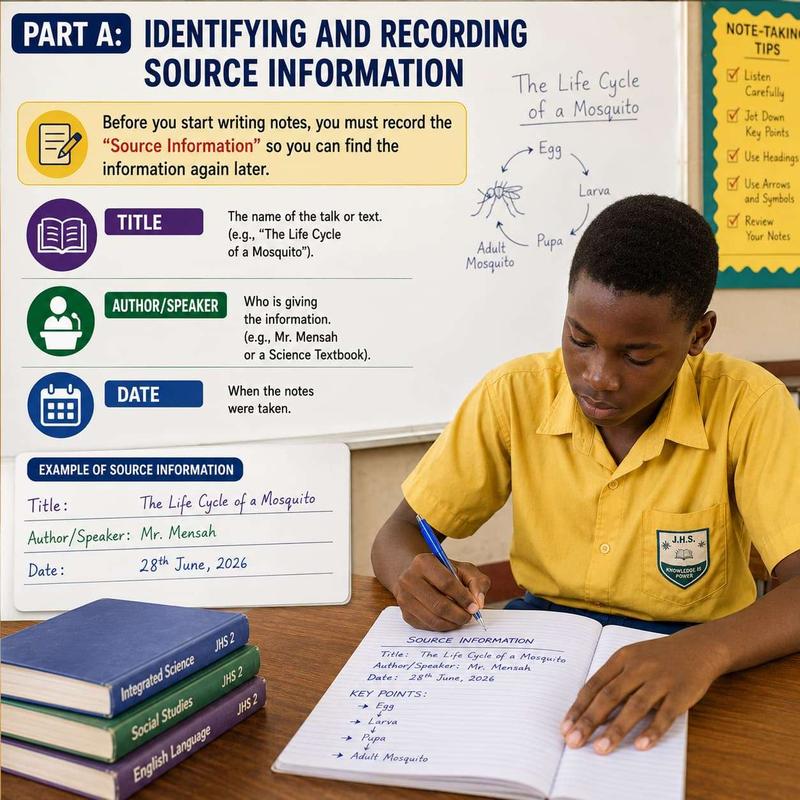 PART A: IDENTIFYING AND RECORDING
SOURCE INFORMATION
Before you start writing notes, you must record the
“Source Information” so you can find the
information again later.
TITLE
The name of the talk or text.
(e.g., “The Life Cycle
of a Mosquito”).
AUTHOR/SPEAKER
Who is giving
the information.
(e.g., Mr. Mensah
or a Science Textbook).
DATE
When the notes
were taken.
EXAMPLE OF SOURCE INFORMATION
Title: The Life Cycle of a Mosquito
Author/Speaker: Mr. Mensah
Date: 28th June, 2026
The Life Cycle
of a Mosquito
Egg
Larva
Pupa
Adult
Mosquito
NOTE-TAKING
TIPS
Listen
Carefully
Jot Down
Key Points
Use Headings
Use Arrows
and Symbols
Review
Your Notes
J.H.S.
KNOWLEDGE IS
POWER
Integrated Science JHS 2
Social Studies JHS 2
English Language JHS 2
SOURCE INFORMATION
Title: The Life Cycle of a Mosquito
Author/Speaker: Mr. Mensah
Date: 28th June, 2026
KEY POINTS:
→ Egg
↓
→ Larva
↓
→ Pupa
↓
→ Adult Mosquito